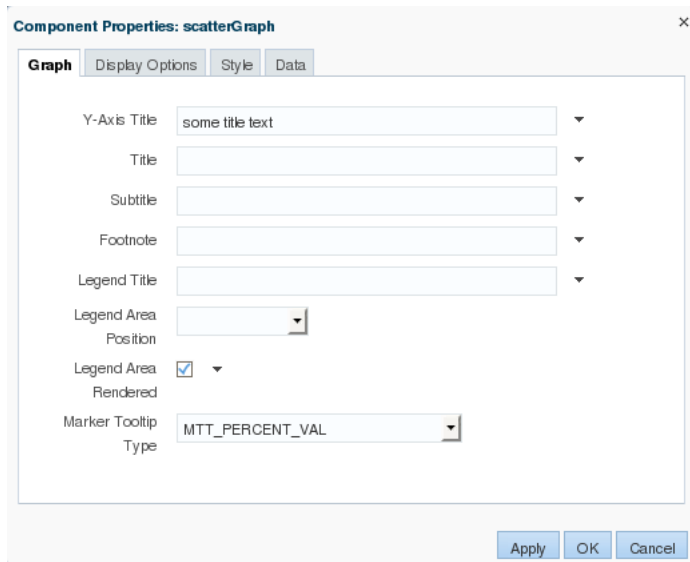 Component Properties: scatterGraph
Graph Display Options Style Data
Y-Axis Title some title text
Title
Subtitle
Footnote
Legend Title
Legend Area
Position
Legend Area
Rendered
Marker Tooltip
Type MTT_PERCENT_VAL
Apply OK Cancel